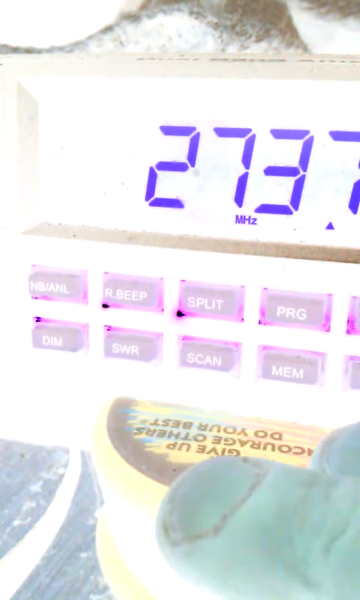 2737
MHz
NB/ANL R.BEEP SPLIT PRG
DIM SWR SCAN MEM
GIVE UP
COURAGE OTHERS
DO YOUR BEST